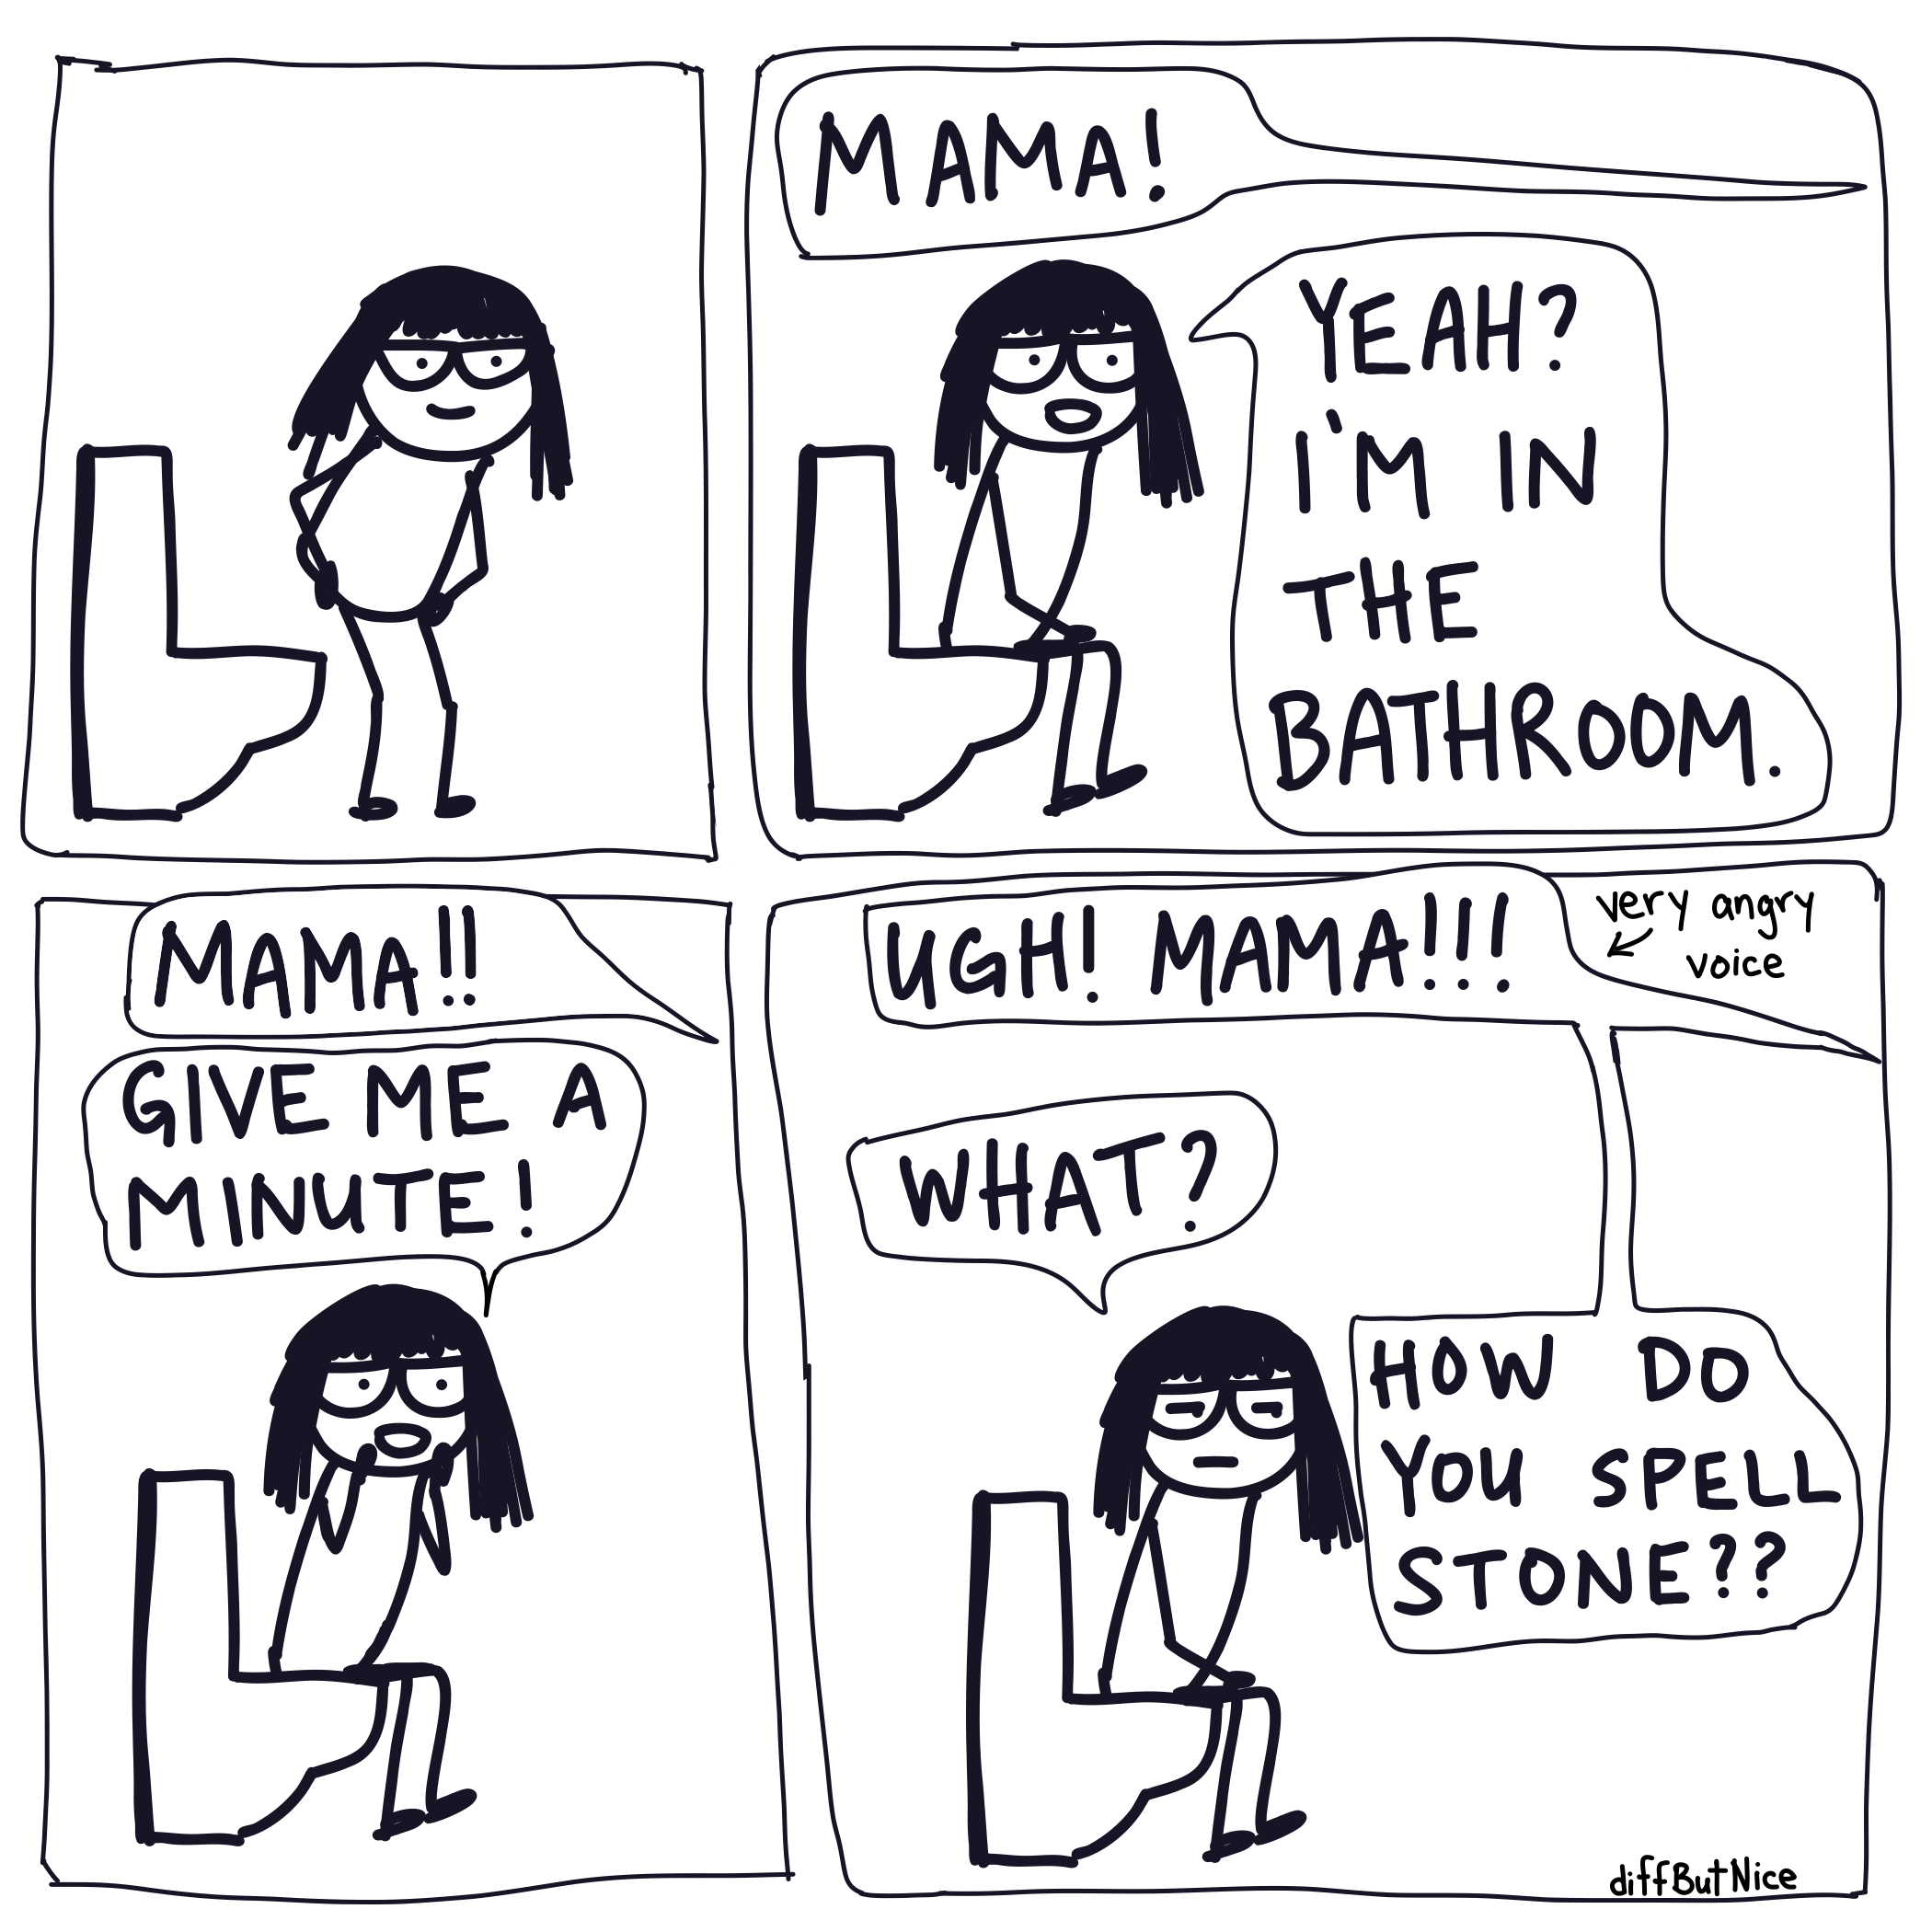 MAMA!
YEAH?
I'M IN
THE
BATHROOM.
MAMA!!
GIVE ME A
MINUTE!
UGH! MAMA!!!
very angry
voice
WHAT?
HOW DO
YOU SPELL
STONE??
diffButNice